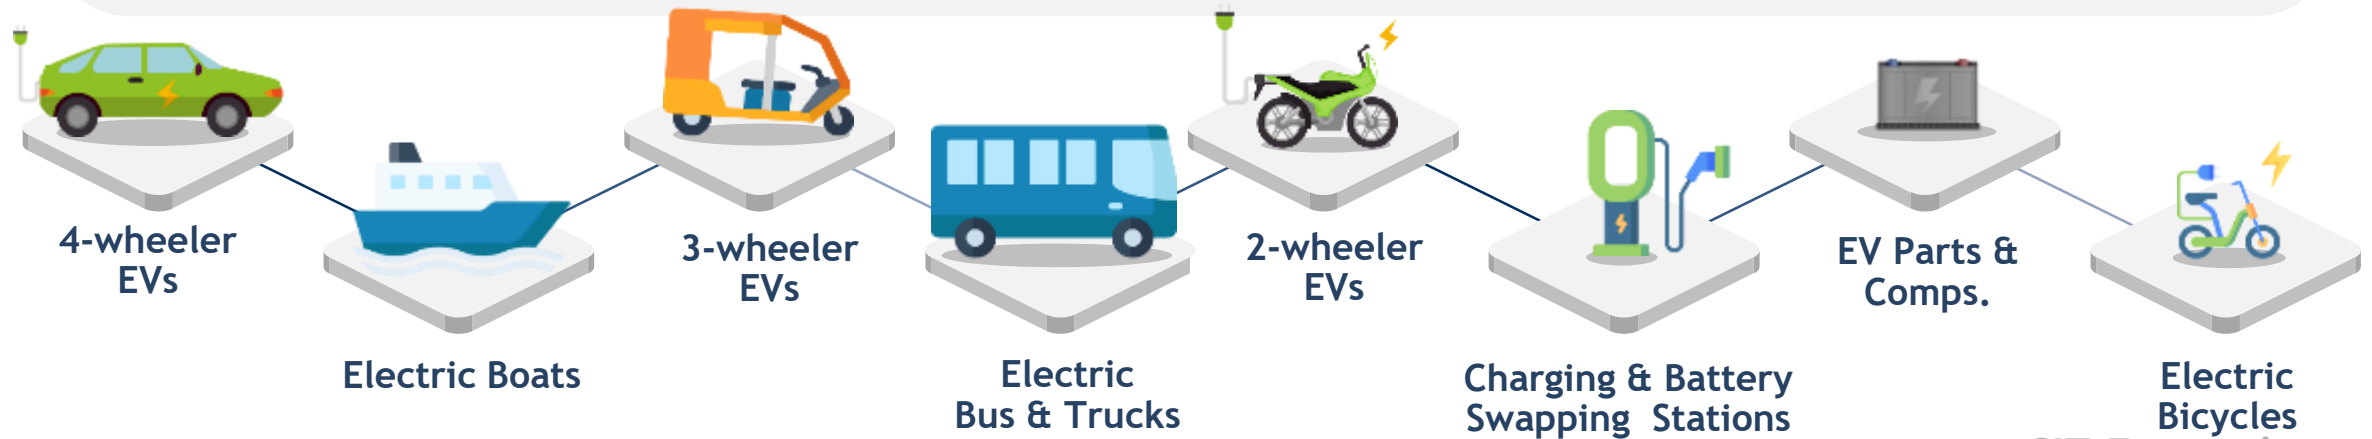 4-wheeler
EVs
Electric Boats
3-wheeler
EVs
Electric
Bus & Trucks
2-wheeler
EVs
Charging & Battery
Swapping Stations
EV Parts &
Comps.
Electric
Bicycles